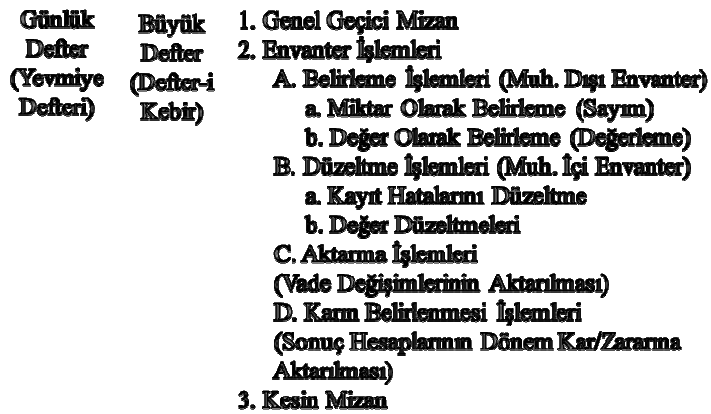 Günlük
Defter
(Yevmiye
Defteri)
Büyük
Defter
(Defter-i
Kebir)
1. Genel Geçici Mizan
2. Envanter İşlemleri
A. Belirleme İşlemleri (Muh. Dışı Envanter)
a. Miktar Olarak Belirleme (Sayım)
b. Değer Olarak Belirleme (Değerleme)
B. Düzeltme İşlemleri (Muh. İçi Envanter)
a. Kayıt Hatalarını Düzeltme
b. Değer Düzeltmeleri
C. Aktarma İşlemleri
(Vade Değişimlerinin Aktarılması)
D. Karın Belirlenmesi İşlemleri
(Sonuç Hesaplarının Dönem Kar/Zararına
Aktarılması)
3. Kesin Mizan